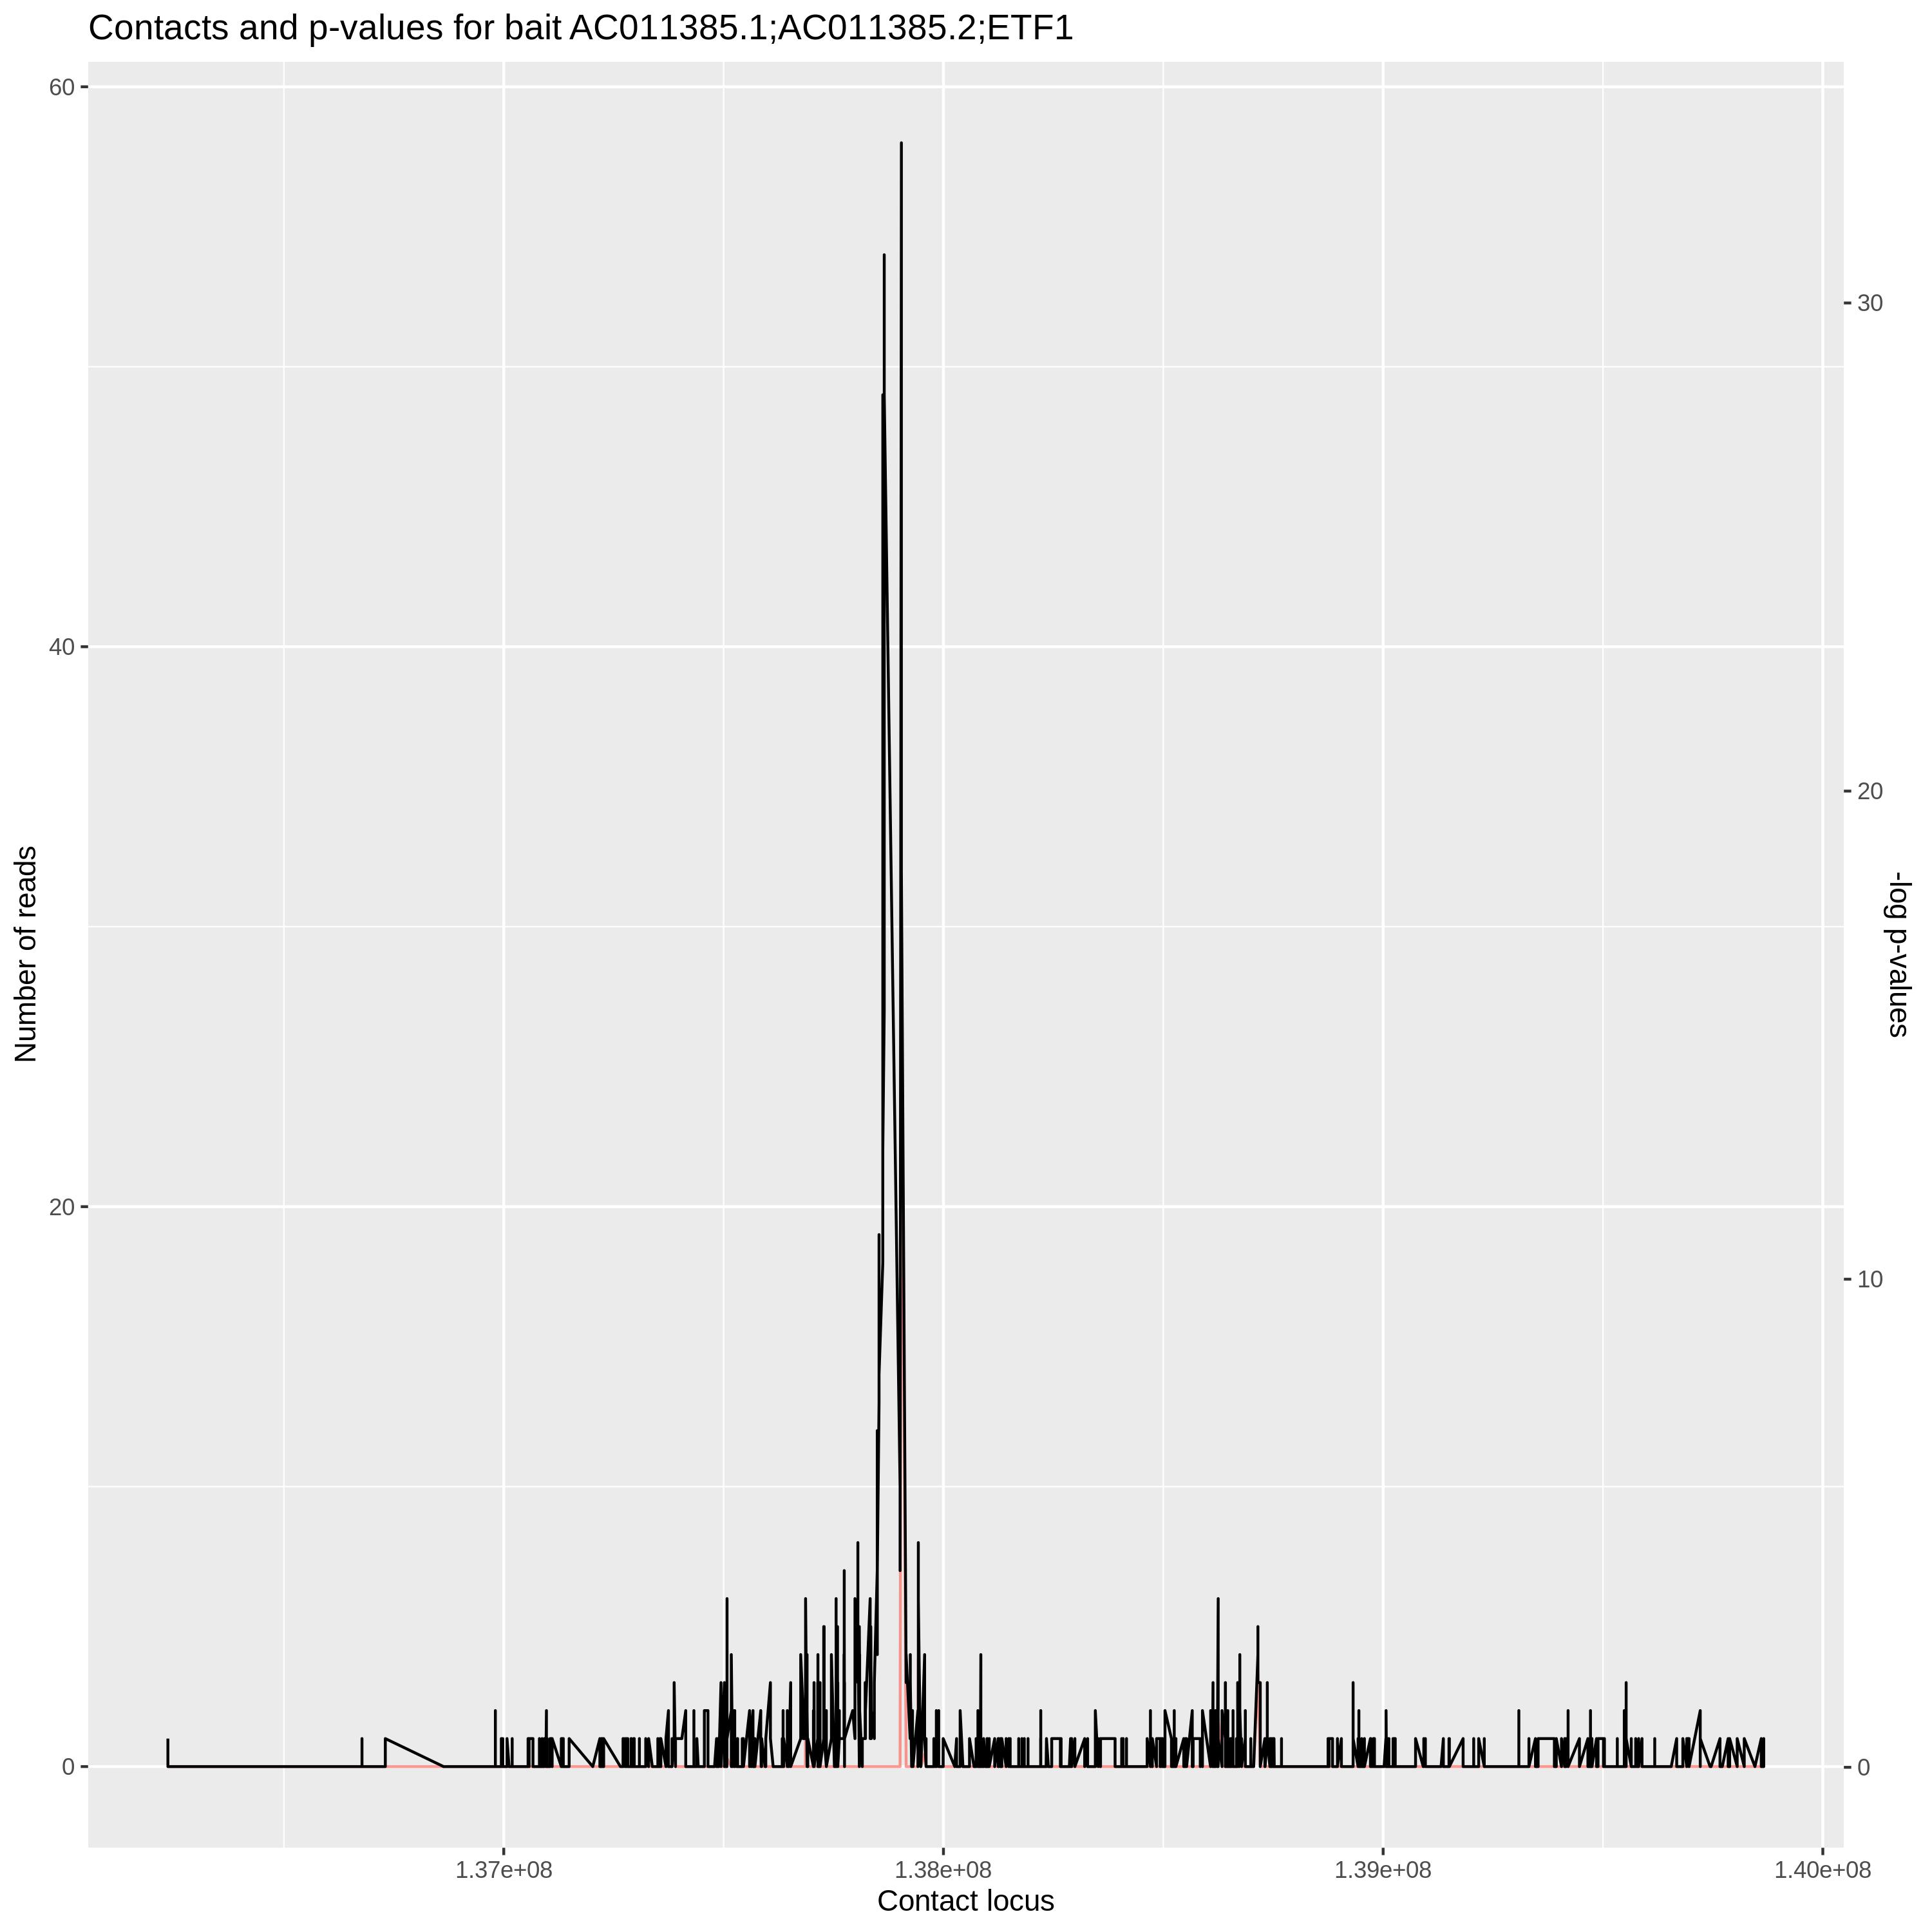 Contacts and p-values for bait AC011385.1;AC011385.2;ETF1
60
40
20
0
Number of reads
30
20
10
0
-log p-values
1.37e+08
1.38e+08
1.39e+08
1.40e+08
Contact locus